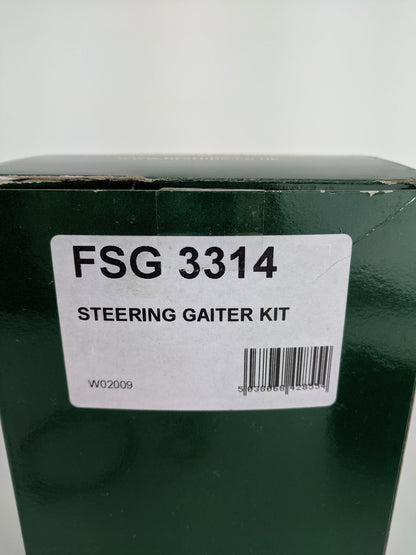 FSG 3314
STEERING GAITER KIT
W02009